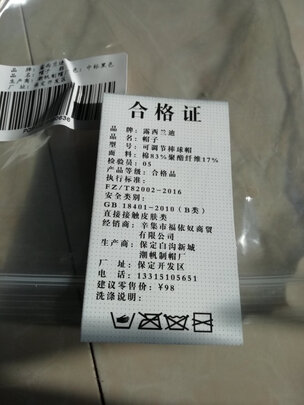 寸标黑色
合格证
品 牌：露西兰迪
品 名：帽子
型 号：可调节棒球帽
面 料：棉83%聚酯纤维17%
检验员：05
产品等级：合格品
执行标准：
FZ/T82002-2016
安全类别：
GB 18401-2010（B类）
直接接触皮肤类
经销商：辛集市福依奴商贸
有限公司
生产商：保定白沟新城
潮帆制帽厂
厂 址：保定开发区
电 话：13315105651
建议零售价：¥98
洗涤说明：